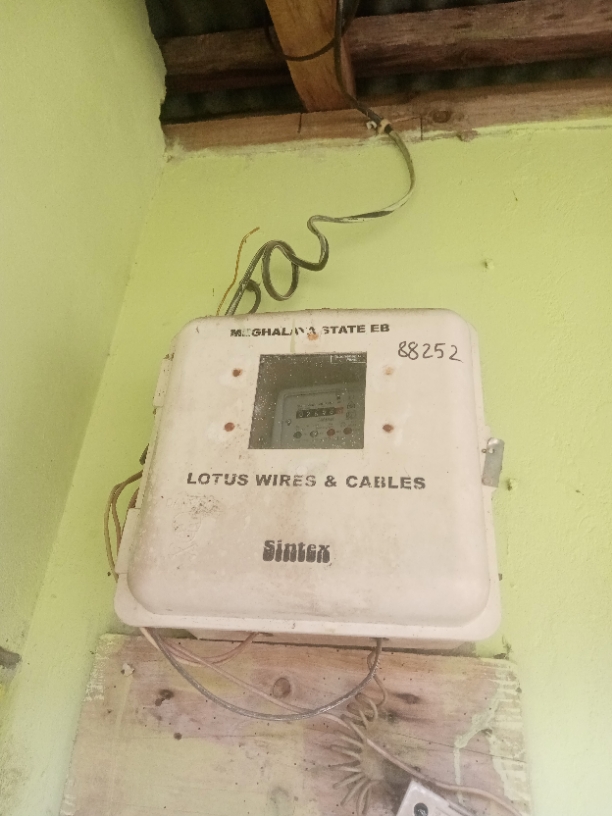 MEGHALAYA STATE EB
88252
LOTUS WIRES & CABLES
Sintex